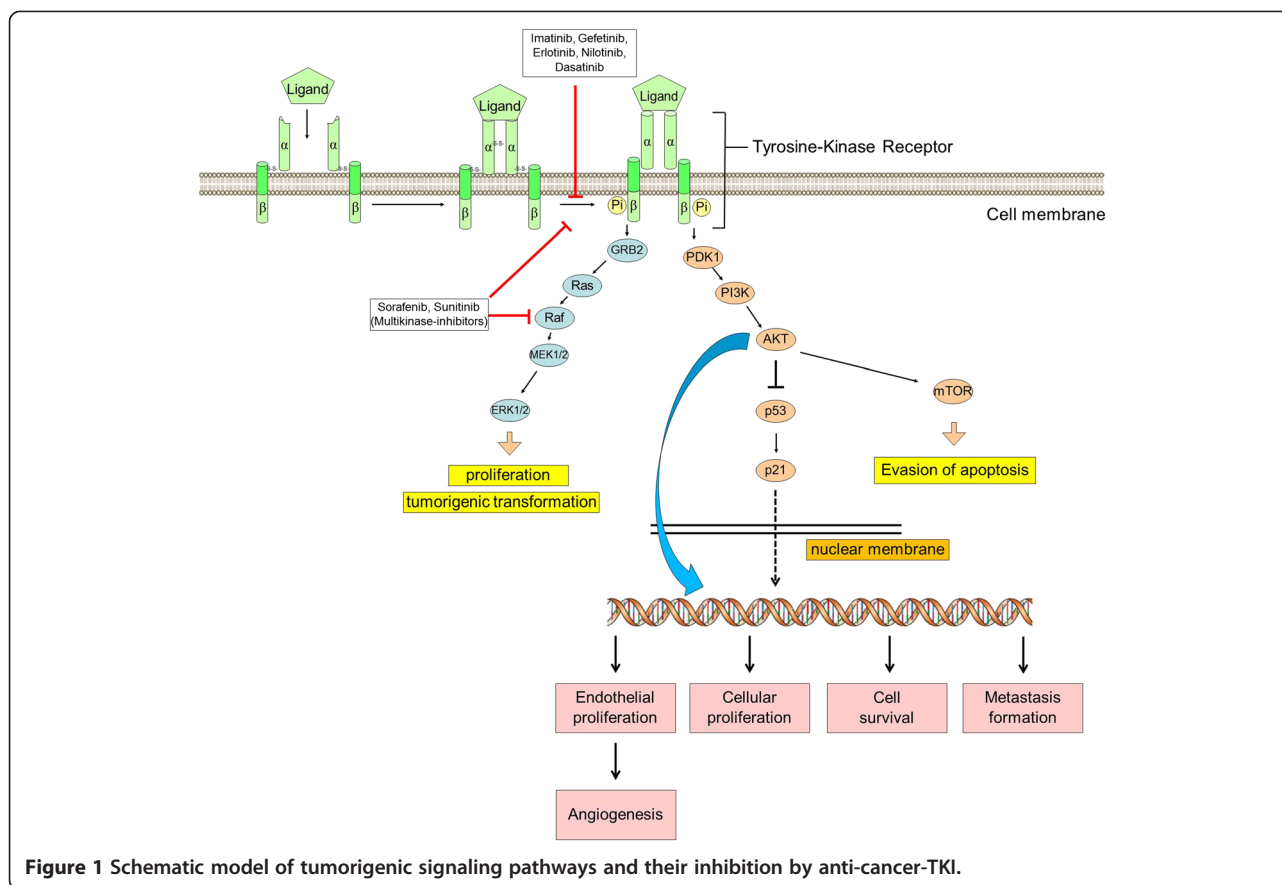 Imatinib, Gefetinib,
Erlotinib, Nilotinib,
Dasatinib
Ligand
Ligand
Ligand
α
α
α
α
α
α
s-s-
-s-s-
-s-s-
-s-s-
-s-s-
Tyrosine-Kinase Receptor
β
β
β
β
Pi
β
β
Pi
Cell membrane
GRB2
PDK1
Ras
PI3K
Sorafenib, Sunitinib
(Multikinase-inhibitors)
Raf
AKT
MEK1/2
mTOR
ERK1/2
p53
proliferation
tumorigenic transformation
p21
Evasion of apoptosis
nuclear membrane
Endothelial
proliferation
Cellular
proliferation
Cell
survival
Metastasis
formation
Angiogenesis
Figure 1 Schematic model of tumorigenic signaling pathways and their inhibition by anti-cancer-TKI.